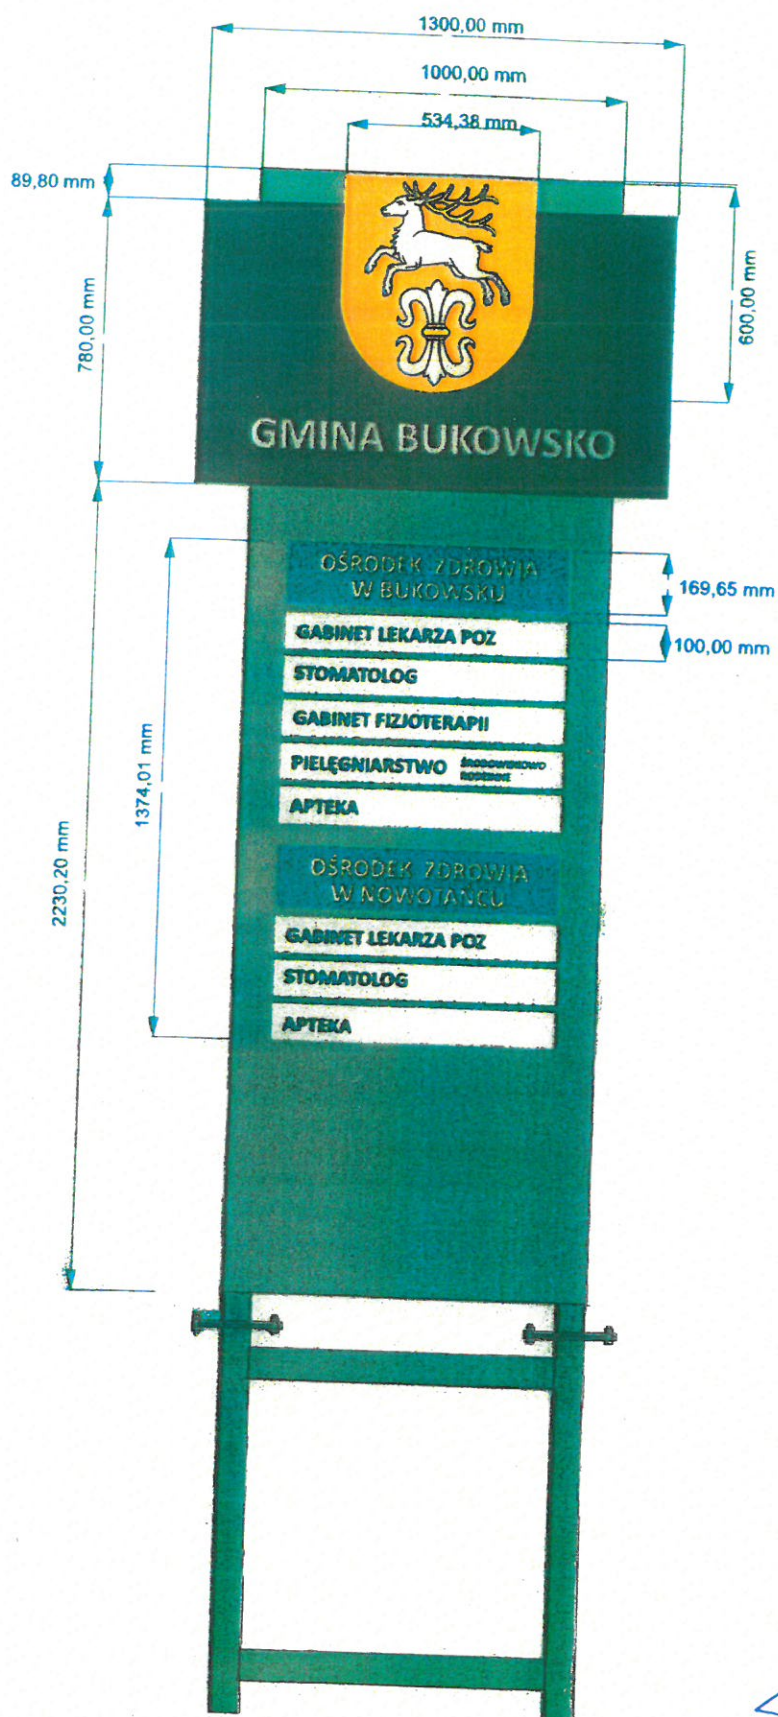 1300,00 mm
1000,00 mm
534,38 mm
89,80 mm
780,00 mm
600,00 mm
GMINA BUKOWSKO
OŚRODEK ZDROWIA
W BUKOWSKU
169,65 mm
GABINET LEKARZA POZ
100,00 mm
STOMATOLOG
GABINET FIZJOTERAPII
PIELĘGNIARSTWO ŚRODOWISKOWO
RODZINNE
APTEKA
1374,01 mm
2230,20 mm
OŚRODEK ZDROWIA
W NOWOTAŃCU
GABINET LEKARZA POZ
STOMATOLOG
APTEKA